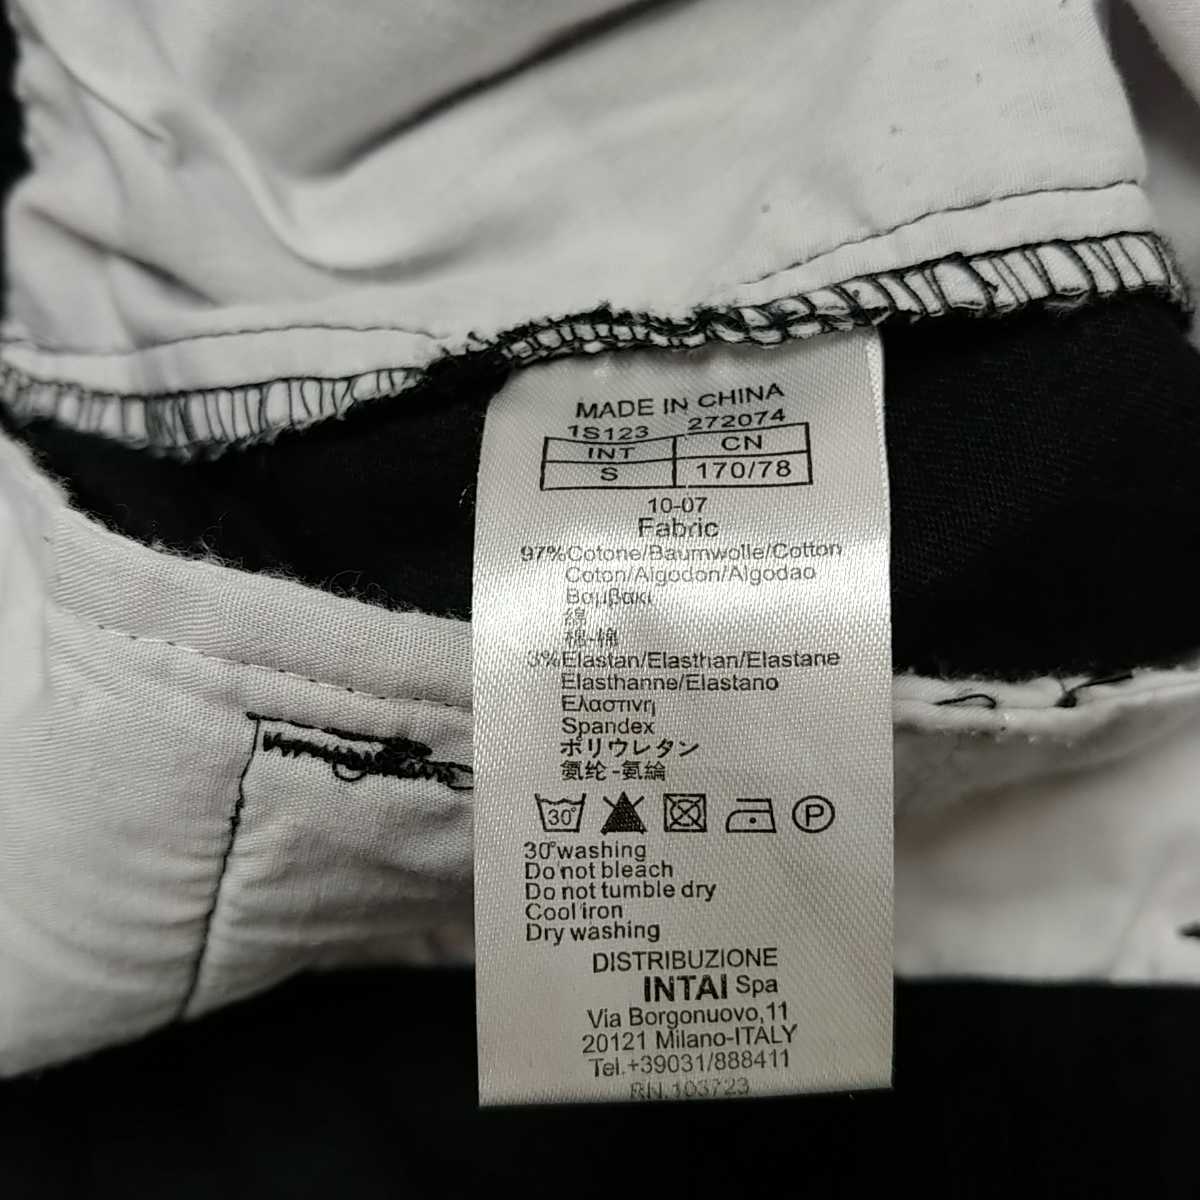 MADE IN CHINA
1S123 272074
INT CN
S 170/78
10-07
Fabric
97%Cotone/Baumwolle/Cotton
Coton/Algodon/Algodao
Βαμβακι
綿
棉-棉
3%Elastan/Elasthan/Elastane
Elasthanne/Elastano
Ελαστινη
Spandex
ポリウレタン
氨纶-氨綸
30° P
30°washing
Do not bleach
Do not tumble dry
Cool iron
Dry washing
DISTRIBUZIONE
INTAI Spa
Via Borgonuovo,11
20121 Milano-ITALY
Tel.+39031/888411
RN.103723